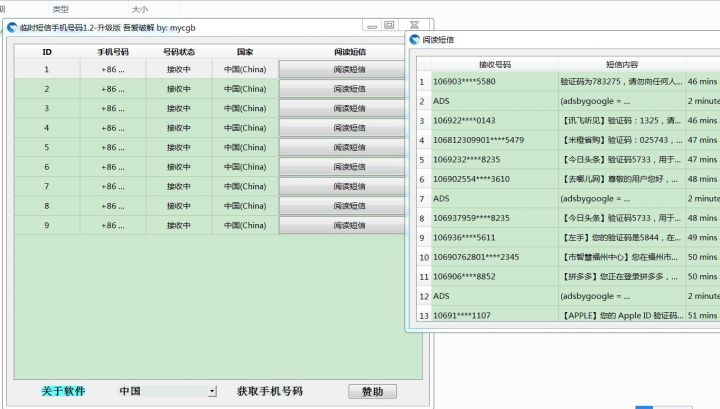 类型 大小
临时短信手机号码1.2-升级版 吾爱破解 by: mycgb
ID 手机号码 号码状态 国家 阅读短信
1 +86 ... 接收中 中国(China) 阅读短信
2 +86 ... 接收中 中国(China) 阅读短信
3 +86 ... 接收中 中国(China) 阅读短信
4 +86 ... 接收中 中国(China) 阅读短信
5 +86 ... 接收中 中国(China) 阅读短信
6 +86 ... 接收中 中国(China) 阅读短信
7 +86 ... 接收中 中国(China) 阅读短信
8 +86 ... 接收中 中国(China) 阅读短信
9 +86 ... 接收中 中国(China) 阅读短信
关于软件 中国 获取手机号码 赞助
阅读短信
接收号码 短信内容
1 106903****5580 验证码为783275，请勿向任何人... 46 mins
2 ADS (adsbygoogle = ... 2 minute
3 106922****0143 【讯飞听见】验证码：1325，请... 46 mins
4 106812309901****5479 【米橙省购】验证码：025743，... 47 mins
5 1069232****8235 【今日头条】验证码5733，用于... 47 mins
6 106902554****3610 【去哪儿网】尊敬的用户您好，... 48 mins
7 ADS (adsbygoogle = ... 2 minute
8 106937959****8235 【今日头条】验证码5733，用于... 48 mins
9 106936****5611 【左手】您的验证码是5844，在... 49 mins
10 10690762801****2345 【市智慧福州中心】您在福州市... 50 mins
11 106906****8852 【拼多多】您正在登录拼多多，... 50 mins
12 ADS (adsbygoogle = ... 2 minute
13 10691****1107 【APPLE】您的 Apple ID 验证码... 51 mins